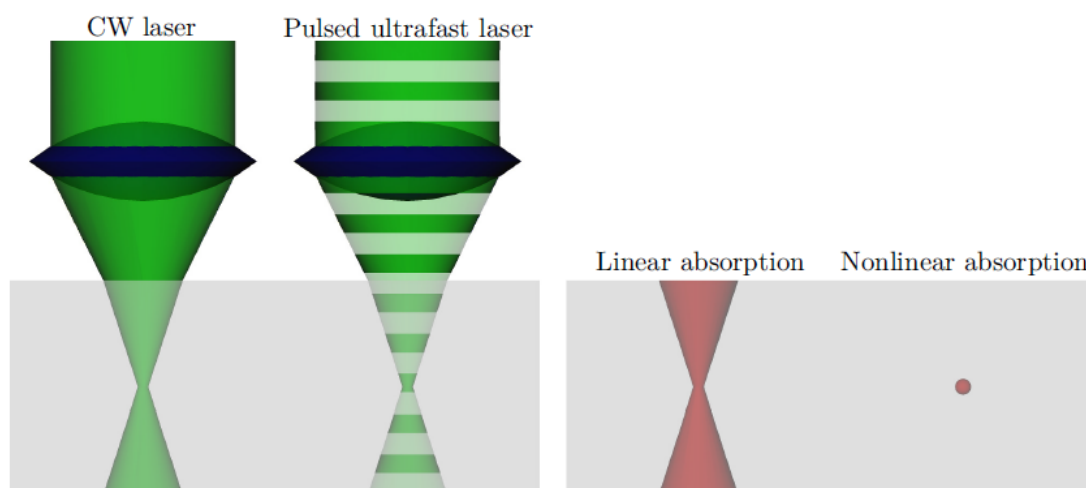 CW laser
Pulsed ultrafast laser
Linear absorption
Nonlinear absorption